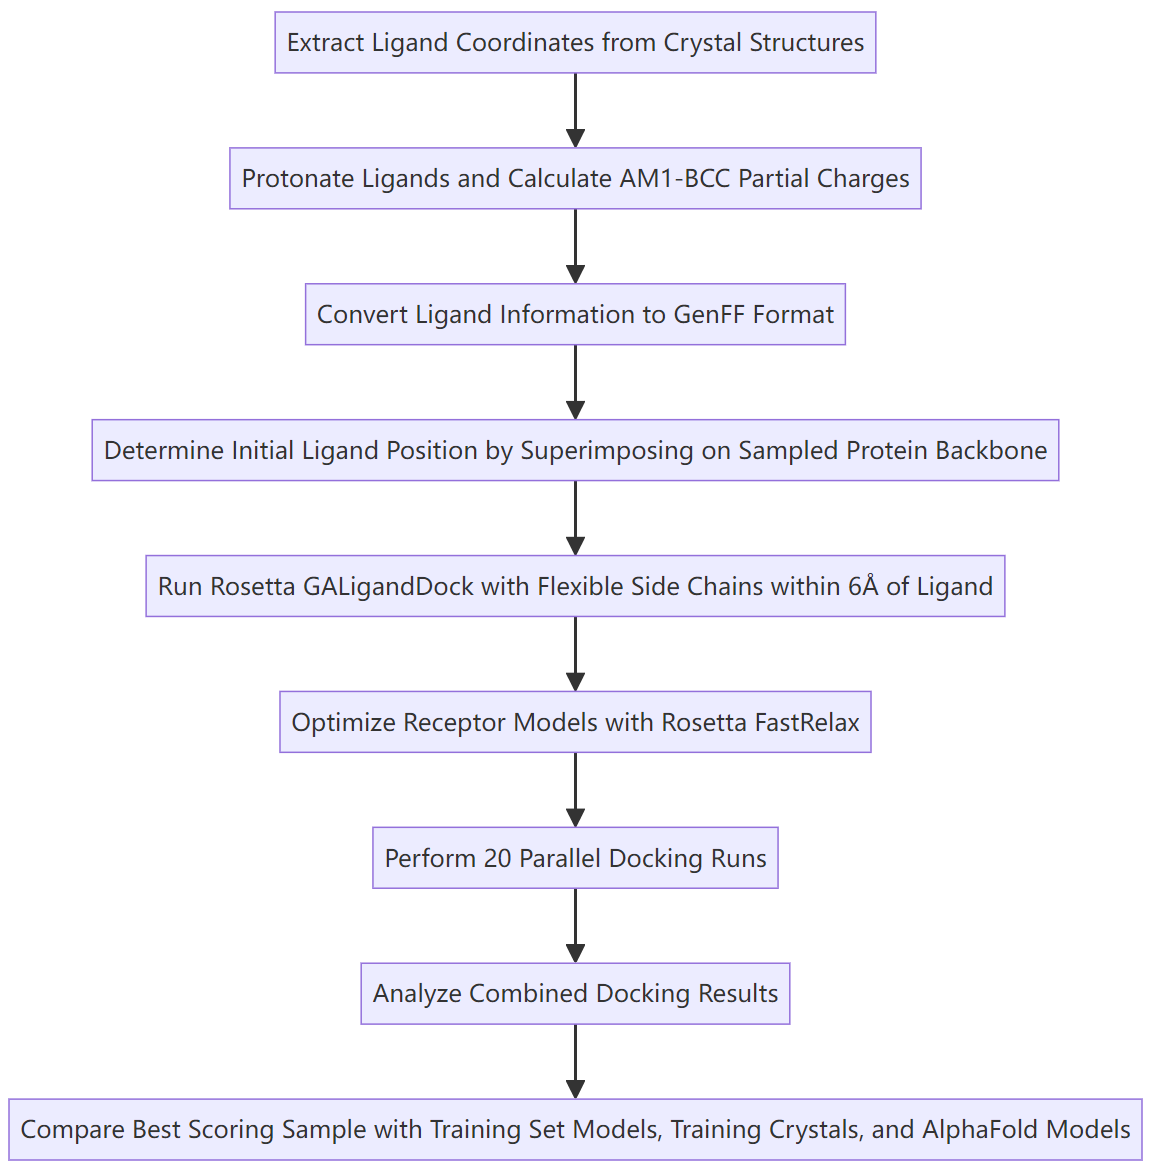 Extract Ligand Coordinates from Crystal Structures
Protonate Ligands and Calculate AM1-BCC Partial Charges
Convert Ligand Information to GenFF Format
Determine Initial Ligand Position by Superimposing on Sampled Protein Backbone
Run Rosetta GALigandDock with Flexible Side Chains within 6Å of Ligand
Optimize Receptor Models with Rosetta FastRelax
Perform 20 Parallel Docking Runs
Analyze Combined Docking Results
Compare Best Scoring Sample with Training Set Models, Training Crystals, and AlphaFold Models